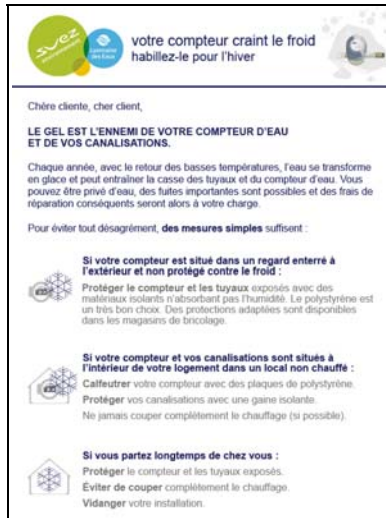 suez
environnement
Lyonnaise
des Eaux
votre compteur craint le froid
habillez-le pour l'hiver
Chère cliente, cher client,
LE GEL EST L'ENNEMI DE VOTRE COMPTEUR D'EAU
ET DE VOS CANALISATIONS.
Chaque année, avec le retour des basses températures, l'eau se transforme
en glace et peut entraîner la casse des tuyaux et du compteur d'eau. Vous
pouvez être privé d'eau, des fuites importantes sont possibles et des frais de
réparation conséquents seront alors à votre charge.
Pour éviter tout désagrément, des mesures simples suffisent :
Si votre compteur est situé dans un regard enterré à
l'extérieur et non protégé contre le froid :
Protéger le compteur et les tuyaux exposés avec des
matériaux isolants n'absorbant pas l'humidité. Le polystyrène est
un très bon choix. Des protections adaptées sont disponibles
dans les magasins de bricolage.
Si votre compteur et vos canalisations sont situés à
l'intérieur de votre logement dans un local non chauffé :
Calfeutrer votre compteur avec des plaques de polystyrène.
Protéger vos canalisations avec une gaine isolante.
Ne jamais couper complètement le chauffage (si possible).
Si vous partez longtemps de chez vous :
Protéger le compteur et les tuyaux exposés.
Éviter de couper complètement le chauffage.
Vidanger votre installation.